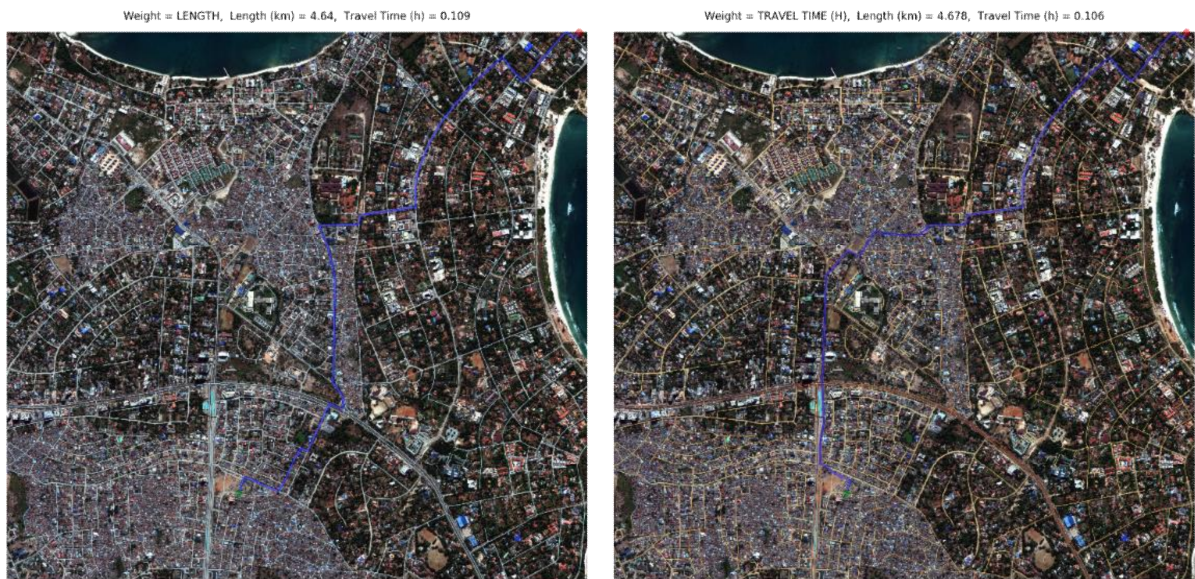 Weight = LENGTH,  Length (km) = 4.64,  Travel Time (h) = 0.109
Weight = TRAVEL TIME (H),  Length (km) = 4.678,  Travel Time (h) = 0.106